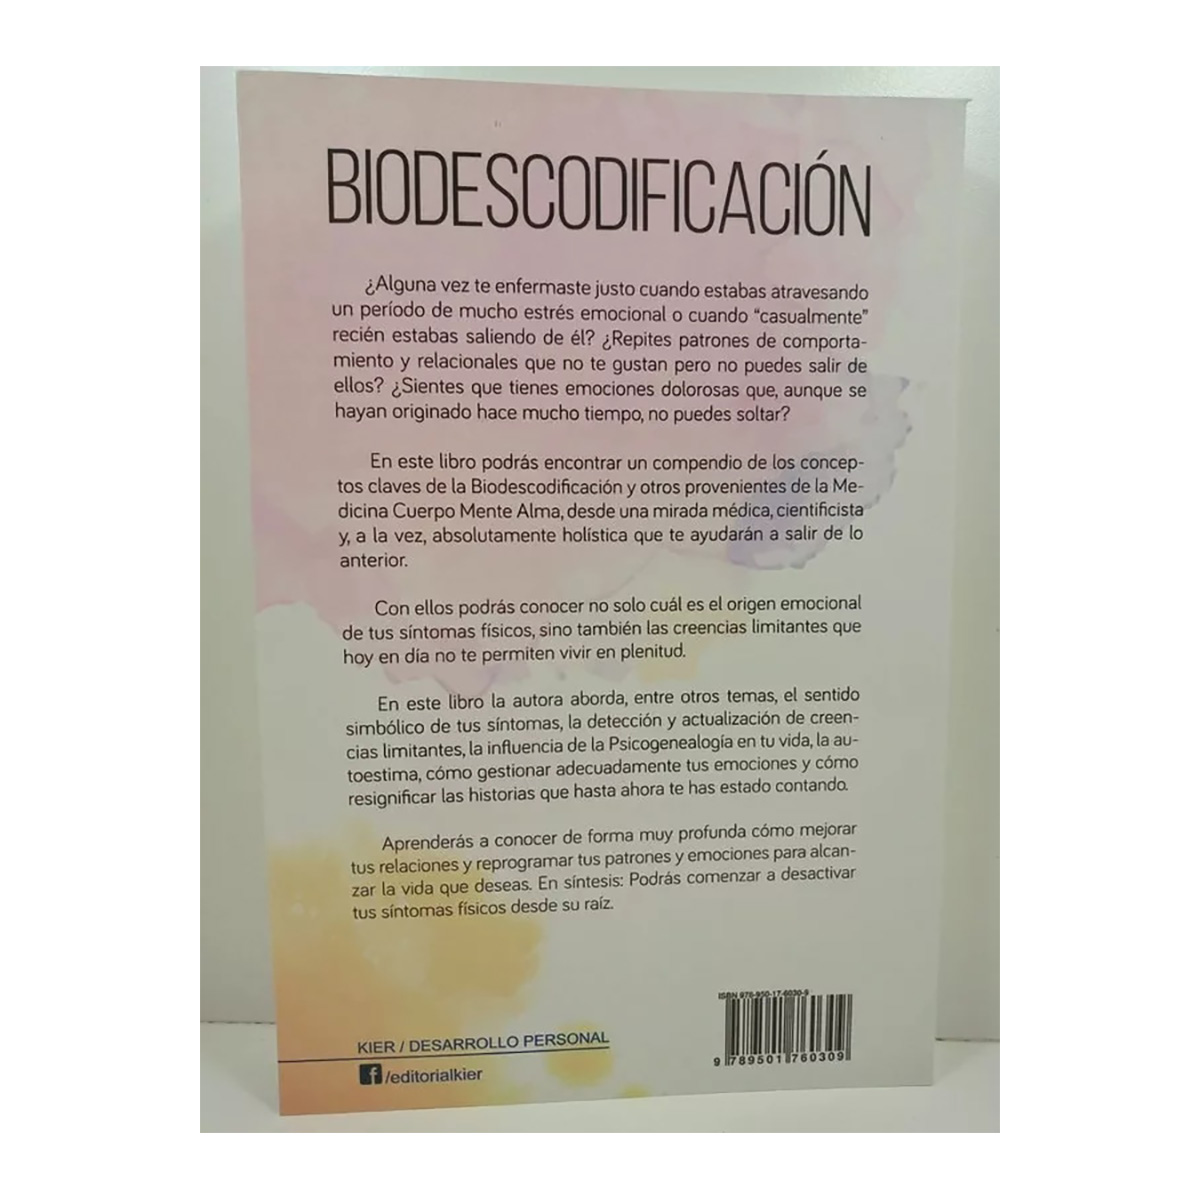 BIODESCODIFICACIÓN
¿Alguna vez te enfermaste justo cuando estabas atravesando
un período de mucho estrés emocional o cuando “casualmente”
recién estabas saliendo de él? ¿Repites patrones de comporta-
miento y relacionales que no te gustan pero no puedes salir de
ellos? ¿Sientes que tienes emociones dolorosas que, aunque se
hayan originado hace mucho tiempo, no puedes soltar?
En este libro podrás encontrar un compendio de los concep-
tos claves de la Biodescodificación y otros provenientes de la Me-
dicina Cuerpo Mente Alma, desde una mirada médica, cientificista
y, a la vez, absolutamente holística que te ayudarán a salir de lo
anterior.
Con ellos podrás conocer no solo cuál es el origen emocional
de tus síntomas físicos, sino también las creencias limitantes que
hoy en día no te permiten vivir en plenitud.
En este libro la autora aborda, entre otros temas, el sentido
simbólico de tus síntomas, la detección y actualización de creen-
cias limitantes, la influencia de la Psicogenealogía en tu vida, la au-
toestima, cómo gestionar adecuadamente tus emociones y cómo
resignificar las historias que hasta ahora te has estado contando.
Aprenderás a conocer de forma muy profunda cómo mejorar
tus relaciones y reprogramar tus patrones y emociones para alcan-
zar la vida que deseas. En síntesis: Podrás comenzar a desactivar
tus síntomas físicos desde su raíz.
ISBN 978-950-17-6030-9
9 789501 760309
KIER / DESARROLLO PERSONAL
f /editorialkier